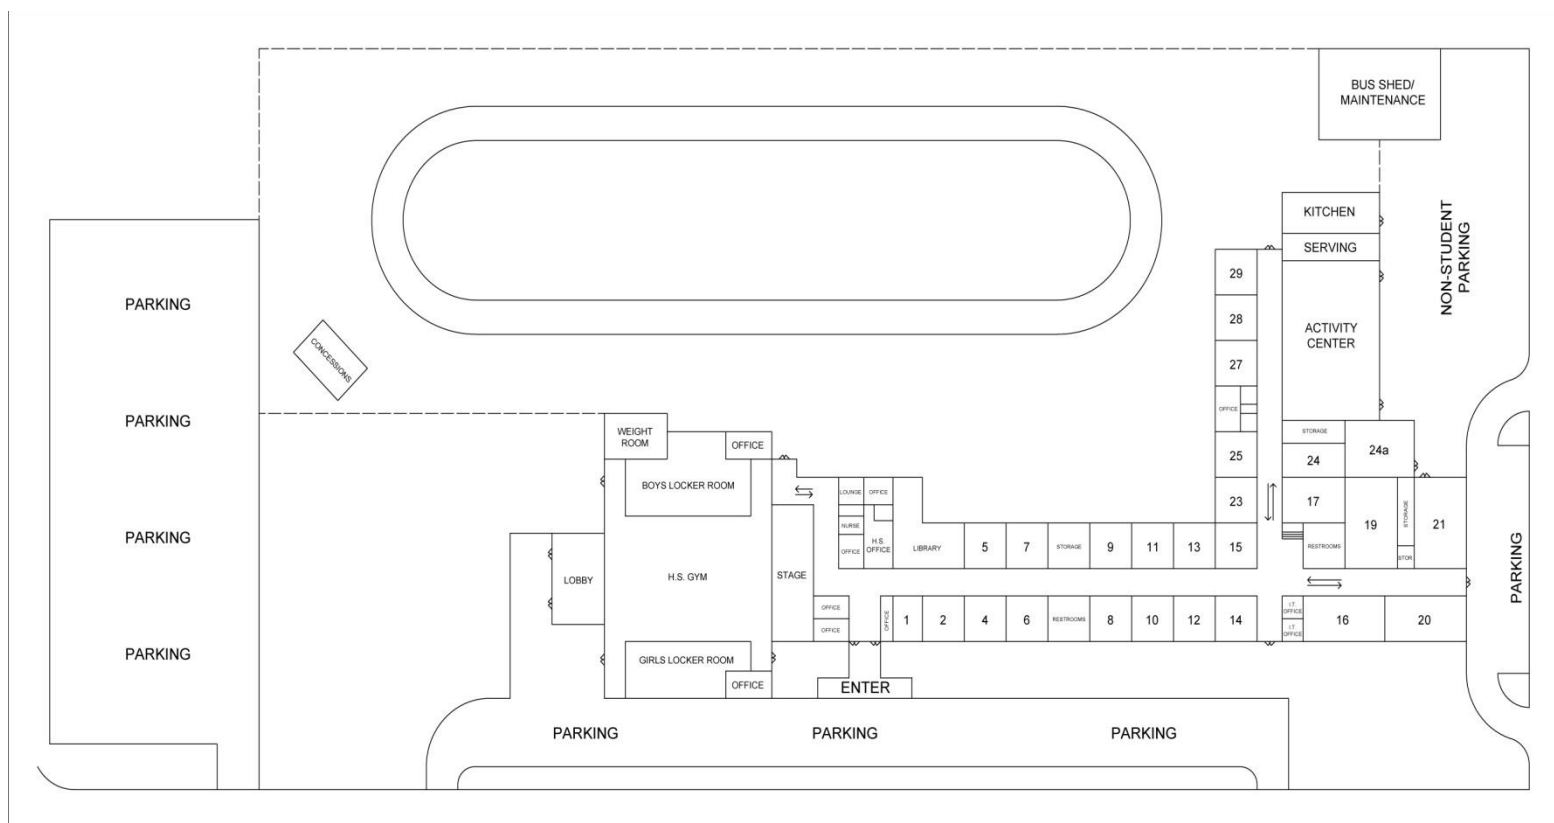 BUS SHED/
MAINTENANCE
KITCHEN
SERVING
NON-STUDENT
PARKING
29
PARKING
28
ACTIVITY
CENTER
CONCESSIONS
27
OFFICE
PARKING
WEIGHT
ROOM
OFFICE
STORAGE
24a
25
24
BOYS LOCKER ROOM
LOUNGE
OFFICE
23
17
NURSE
19
STORAGE
21
PARKING
H.S.
OFFICE
OFFICE
LIBRARY
5
7
STORAGE
9
11
13
15
RESTROOMS
STOR.
PARKING
LOBBY
H.S. GYM
STAGE
OFFICE
OFFICE
OFFICE
1
2
4
6
RESTROOMS
8
10
12
14
I.T.
OFFICE
I.T.
OFFICE
16
20
PARKING
GIRLS LOCKER ROOM
OFFICE
ENTER
PARKING
PARKING
PARKING